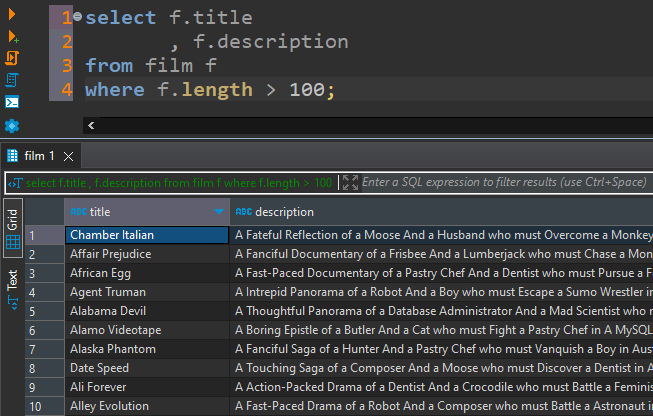 1 select f.title
2 , f.description
3 from film f
4 where f.length > 100;
film 1
select f.title , f.description from film f where f.length > 100
Enter a SQL expression to filter results (use Ctrl+Space)
Grid
Text
ABC title ABC description
1 Chamber Italian A Fateful Reflection of a Moose And a Husband who must Overcome a Monkey
2 Affair Prejudice A Fanciful Documentary of a Frisbee And a Lumberjack who must Chase a Mon
3 African Egg A Fast-Paced Documentary of a Pastry Chef And a Dentist who must Pursue a F
4 Agent Truman A Intrepid Panorama of a Robot And a Boy who must Escape a Sumo Wrestler in
5 Alabama Devil A Thoughtful Panorama of a Database Administrator And a Mad Scientist who m
6 Alamo Videotape A Boring Epistle of a Butler And a Cat who must Fight a Pastry Chef in A MySQL
7 Alaska Phantom A Fanciful Saga of a Hunter And a Pastry Chef who must Vanquish a Boy in Aus
8 Date Speed A Touching Saga of a Composer And a Moose who must Discover a Dentist in A
9 Ali Forever A Action-Packed Drama of a Dentist And a Crocodile who must Battle a Feminis
10 Alley Evolution A Fast-Paced Drama of a Robot And a Composer who must Battle a Astronaut in